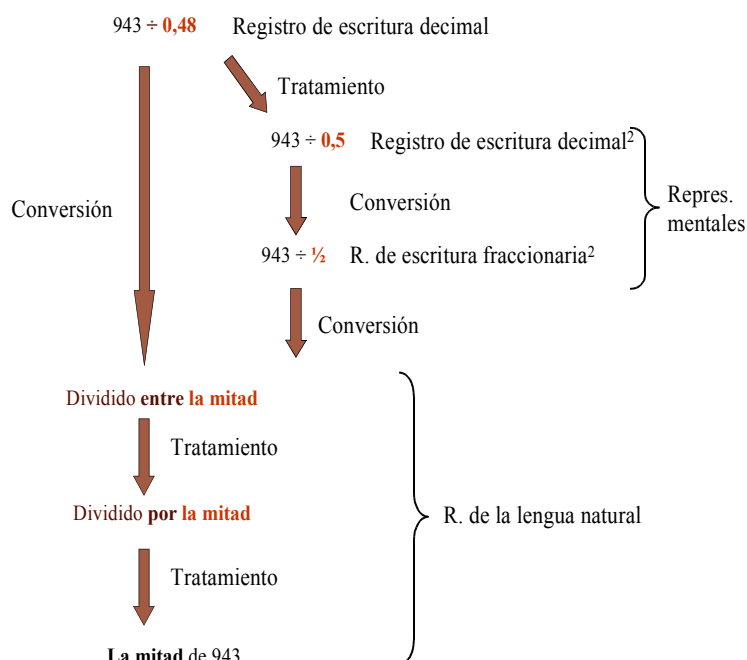 943 ÷ 0,48 Registro de escritura decimal
Tratamiento
943 ÷ 0,5 Registro de escritura decimal²
Conversión
Conversión
Repres.
mentales
943 ÷ ½ R. de escritura fraccionaria²
Conversión
Dividido entre la mitad
Tratamiento
Dividido por la mitad
R. de la lengua natural
Tratamiento
La mitad de 943